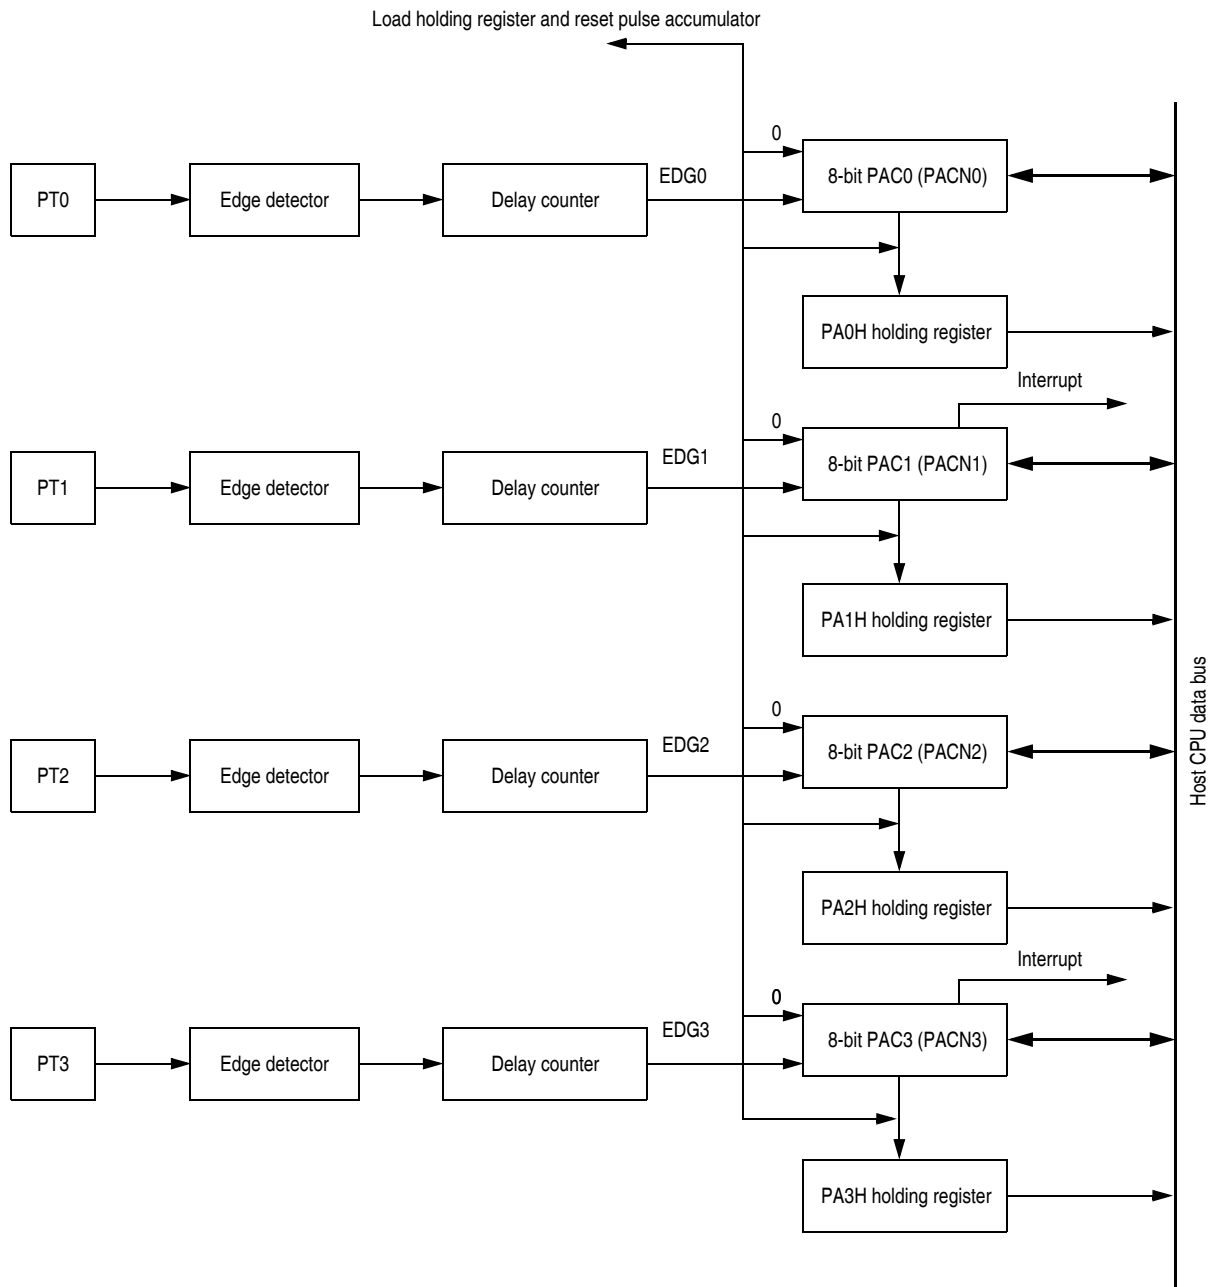 Load holding register and reset pulse accumulator
0
EDG0
8-bit PAC0 (PACN0)
PT0
Edge detector
Delay counter
PA0H holding register
Interrupt
0
EDG1
8-bit PAC1 (PACN1)
PT1
Edge detector
Delay counter
PA1H holding register
Host CPU data bus
0
EDG2
8-bit PAC2 (PACN2)
PT2
Edge detector
Delay counter
PA2H holding register
Interrupt
0
EDG3
8-bit PAC3 (PACN3)
PT3
Edge detector
Delay counter
PA3H holding register